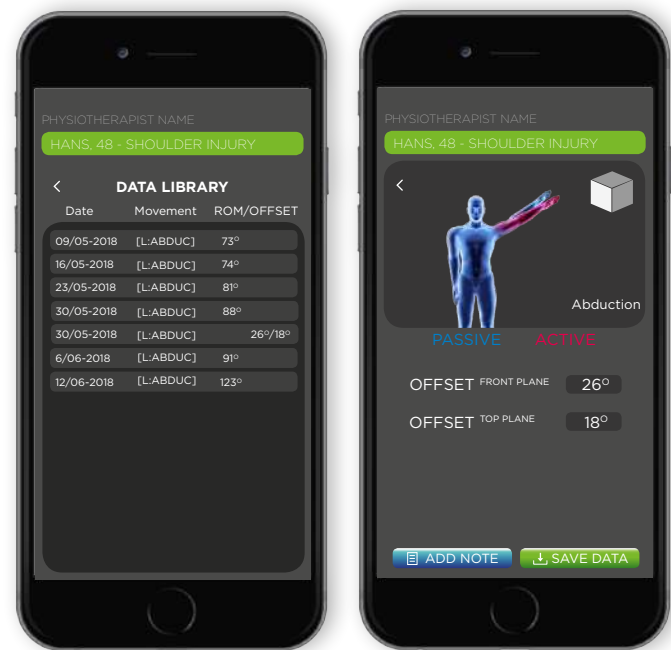 PHYSIOTHERAPIST NAME
HANS, 48 - SHOULDER INJURY
DATA LIBRARY
Date Movement ROM/OFFSET
09/05-2018 [L:ABDUC] 73°
16/05-2018 [L:ABDUC] 74°
23/05-2018 [L:ABDUC] 81°
30/05-2018 [L:ABDUC] 88°
30/05-2018 [L:ABDUC] 26°/18°
6/06-2018 [L:ABDUC] 91°
12/06-2018 [L:ABDUC] 123°
PHYSIOTHERAPIST NAME
HANS, 48 - SHOULDER INJURY
Abduction
PASSIVE ACTIVE
OFFSET FRONT PLANE 26°
OFFSET TOP PLANE 18°
ADD NOTE SAVE DATA